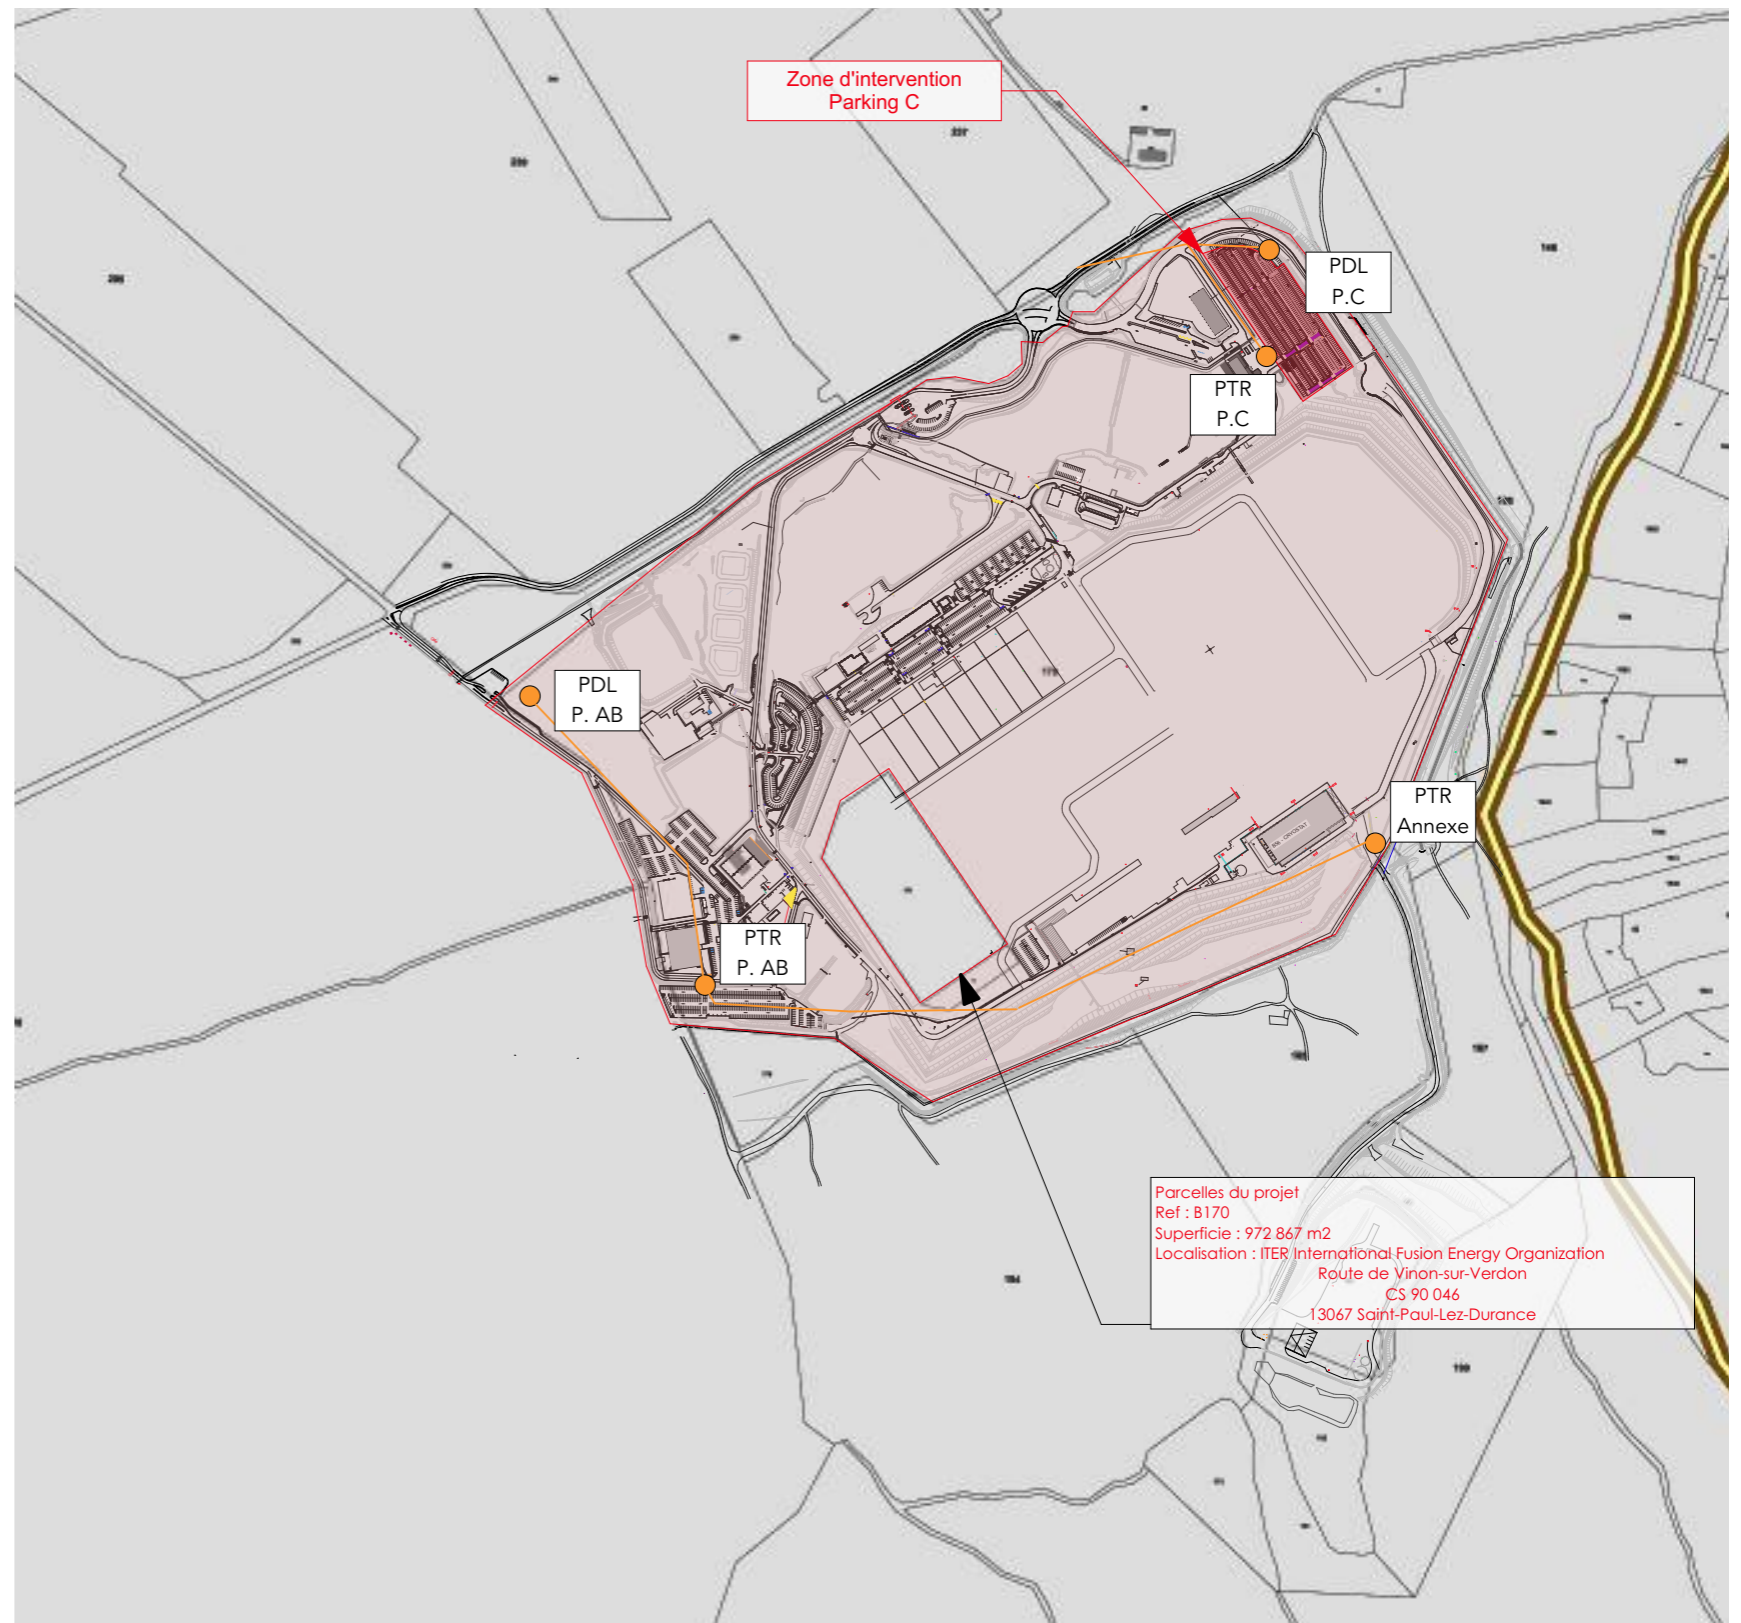 Zone d'intervention
Parking C
PDL
P.C
PTR
P.C
PDL
P. AB
PTR
Annexe
PTR
P. AB
Parcelles du projet
Ref : B170
Superficie : 972 867 m2
Localisation : ITER International Fusion Energy Organization
Route de Vinon-sur-Verdon
CS 90 046
13067 Saint-Paul-Lez-Durance